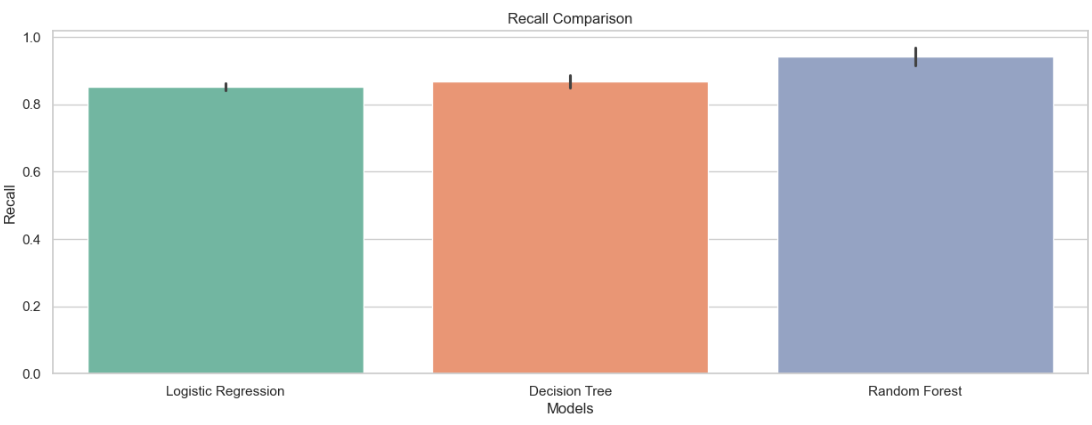 Recall Comparison
1.0
0.8
0.6
0.4
0.2
0.0
Recall
Logistic Regression
Decision Tree
Random Forest
Models